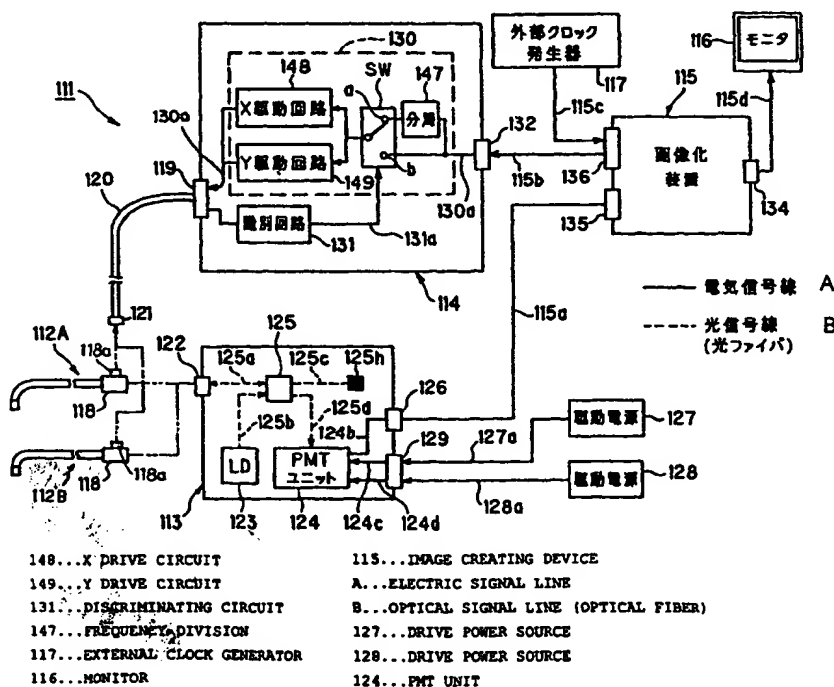 130
148
SW
147
外部クロック
発生器
117
116
モニタ
111
a
X駆動回路
分周
115c
115
115d
130a
132
119
Y駆動回路
149
b
130d
115b
136
画像化
装置
134
120
識別回路
131
131a
135
114
電気信号線 A
115a
光信号線 B
(光ファイバ)
121
112A
118a
122
125a
125
125c
125h
118
126
125b
125d
124b
127a
駆動電源
127
129
LD
PMT
ユニット
118
118a
112B
113
123
124
124c
124d
128a
駆動電源
128
148...X DRIVE CIRCUIT
149...Y DRIVE CIRCUIT
131...DISCRIMINATING CIRCUIT
147...FREQUENCY DIVISION
117...EXTERNAL CLOCK GENERATOR
116...MONITOR
115...IMAGE CREATING DEVICE
A...ELECTRIC SIGNAL LINE
B...OPTICAL SIGNAL LINE (OPTICAL FIBER)
127...DRIVE POWER SOURCE
128...DRIVE POWER SOURCE
124...PMT UNIT